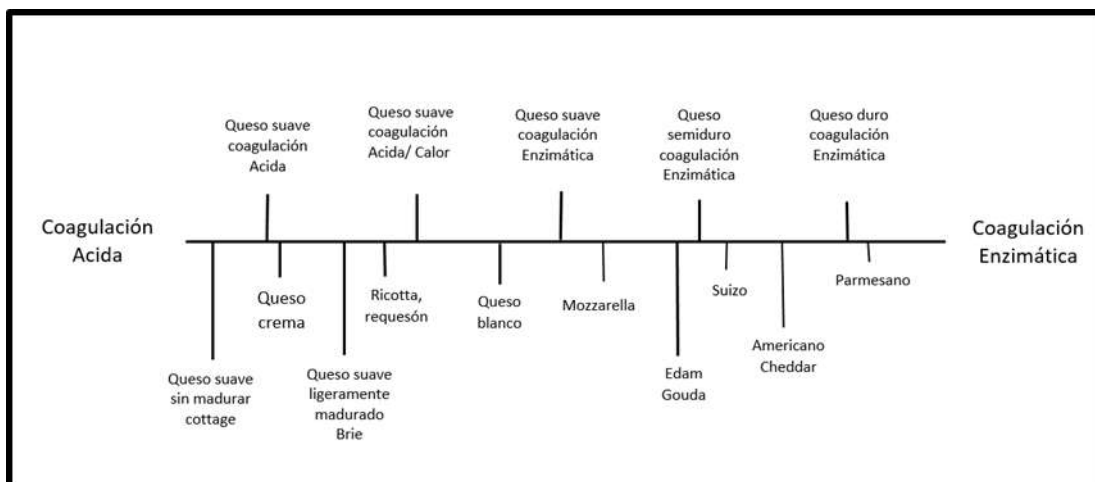 Queso suave
coagulación
Acida
Queso suave
coagulación
Acida/ Calor
Queso suave
coagulación
Enzimática
Queso
semiduro
coagulación
Enzimática
Queso duro
coagulación
Enzimática
Coagulación
Acida
Coagulación
Enzimática
Queso suave
sin madurar
cottage
Queso
crema
Queso suave
ligeramente
madurado
Brie
Ricotta,
requesón
Queso
blanco
Mozzarella
Edam
Gouda
Suizo
Americano
Cheddar
Parmesano